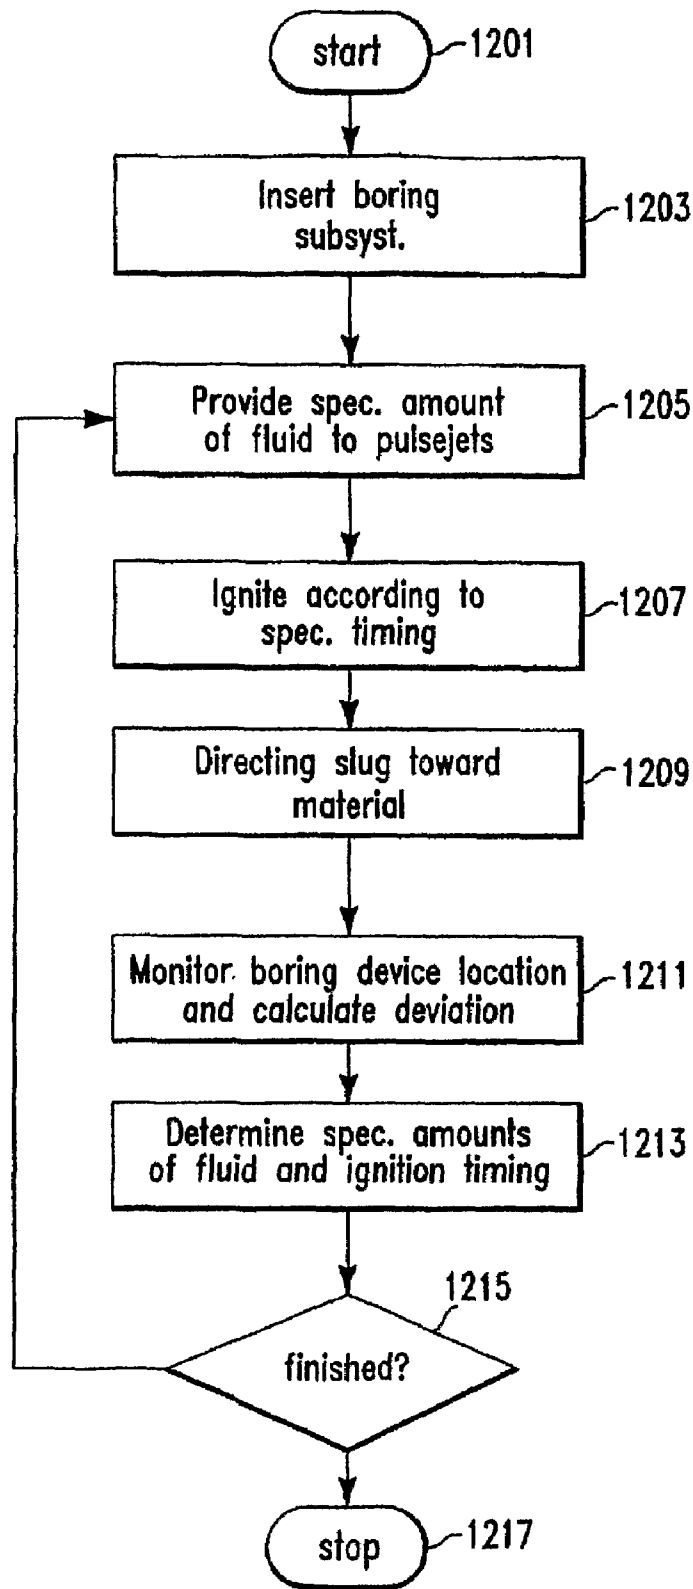 start
1201
Insert boring
subsyst.
1203
Provide spec. amount
of fluid to pulsejets
1205
Ignite according to
spec. timing
1207
Directing slug toward
material
1209
Monitor boring device location
and calculate deviation
1211
Determine spec. amounts
of fluid and ignition timing
1213
1215
finished?
stop
1217